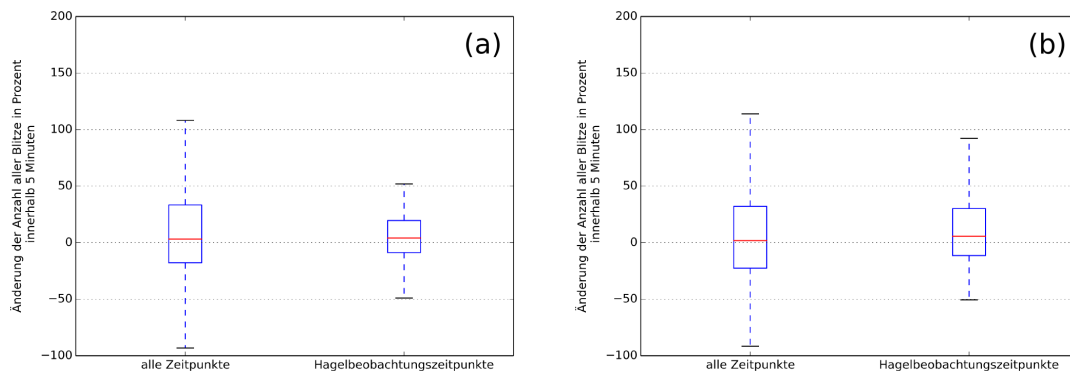 (a)
Änderung der Anzahl aller Blitze in Prozent
innerhalb 5 Minuten
200
150
100
50
0
−50
−100
alle Zeitpunkte
Hagelbeobachtungszeitpunkte
(b)
Änderung der Anzahl aller Blitze in Prozent
innerhalb 5 Minuten
200
150
100
50
0
−50
−100
alle Zeitpunkte
Hagelbeobachtungszeitpunkte